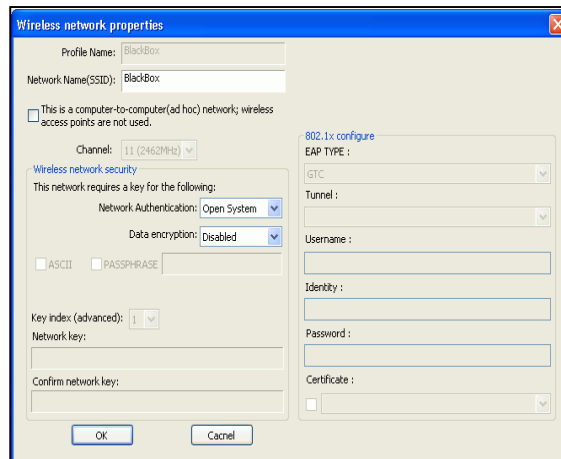 Wireless network properties
Profile Name: BlackBox
Network Name(SSID): BlackBox
This is a computer-to-computer(ad hoc) network; wireless
access points are not used.
Channel: 11 (2462MHz)
Wireless network security
This network requires a key for the following:
Network Authentication: Open System
Data encryption: Disabled
ASCII PASSPHRASE
Key index (advanced): 1
Network key:
Confirm network key:
OK Cacnel
802.1x configure
EAP TYPE :
GTC
Tunnel :
Username :
Identity :
Password :
Certificate :